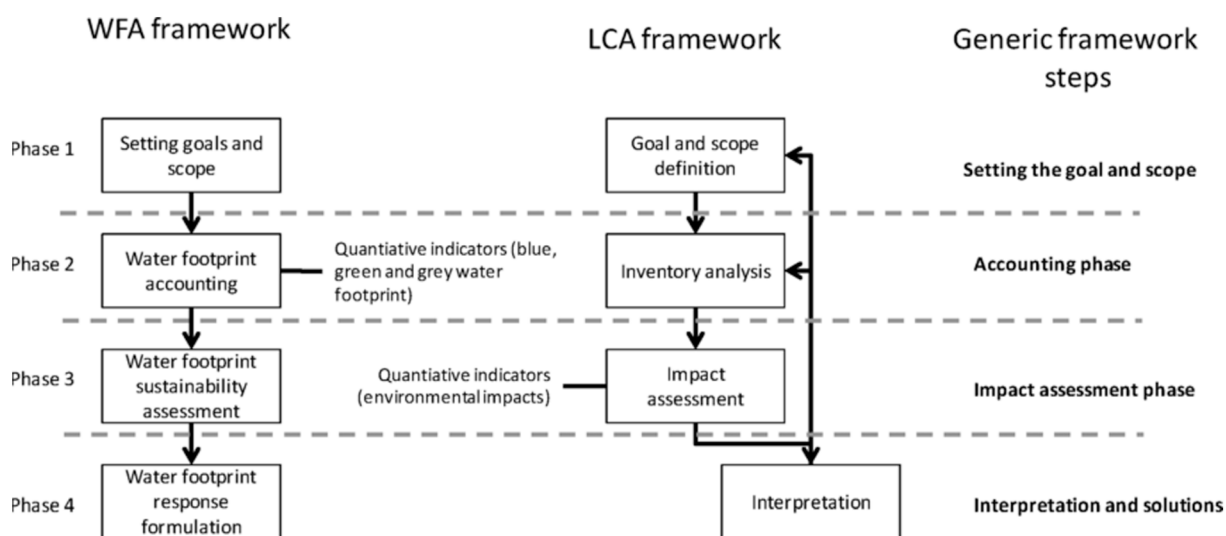 WFA framework
LCA framework
Generic framework
steps
Phase 1
Setting goals and
scope
Goal and scope
definition
Setting the goal and scope
Phase 2
Water footprint
accounting
Quantiative indicators (blue,
green and grey water
footprint)
Inventory analysis
Accounting phase
Phase 3
Water footprint
sustainability
assessment
Quantiative indicators
(environmental impacts)
Impact
assessment
Impact assessment phase
Phase 4
Water footprint
response
formulation
Interpretation
Interpretation and solutions